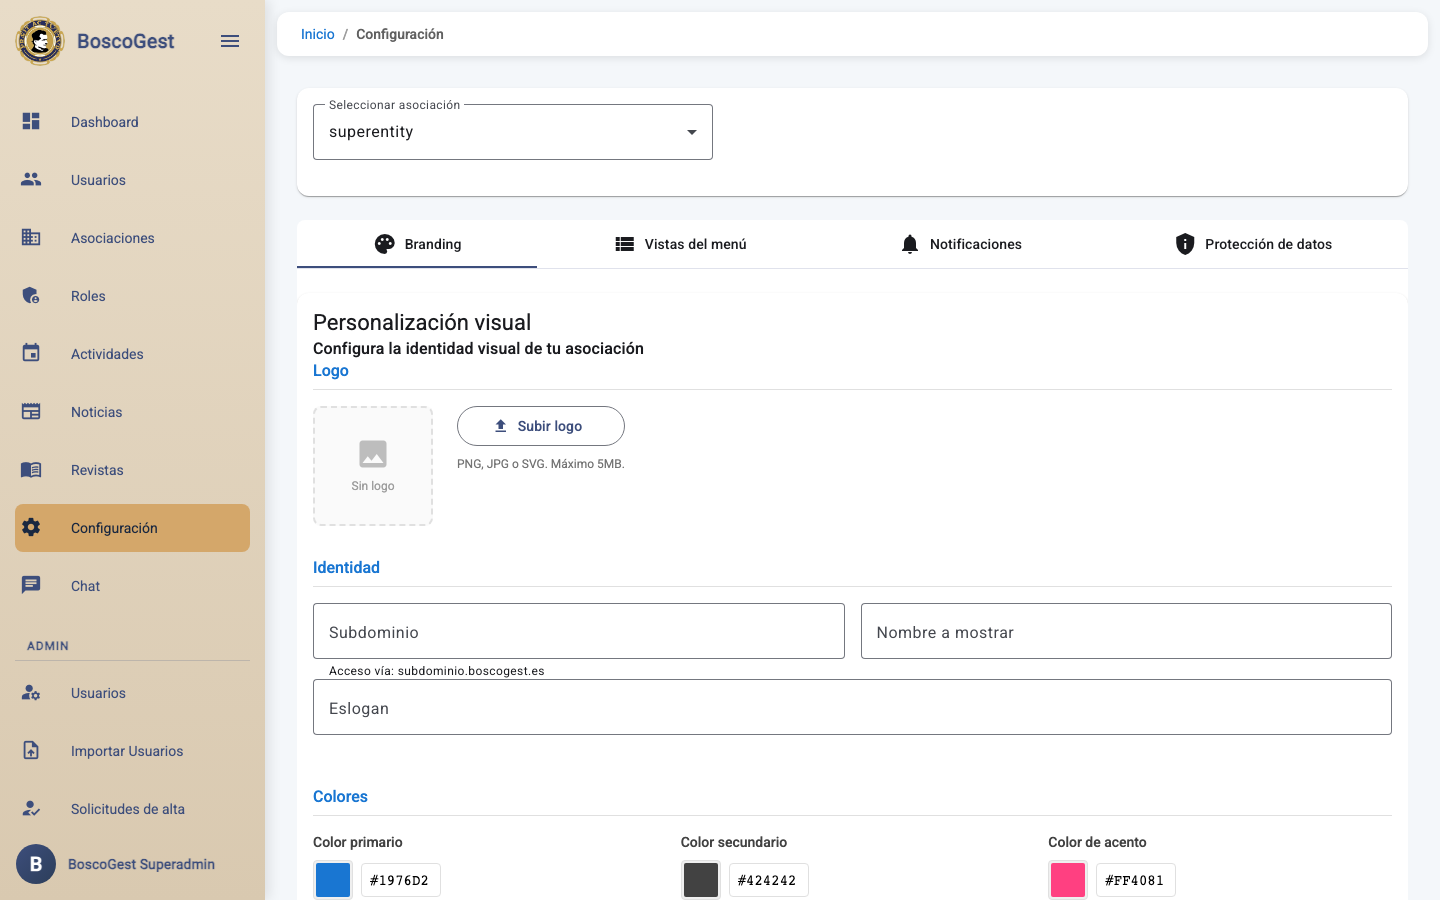 BoscoGest
Inicio / Configuración
Dashboard
Usuarios
Asociaciones
Roles
Actividades
Noticias
Revistas
Configuración
Chat
ADMIN
Usuarios
Importar Usuarios
Solicitudes de alta
B BoscoGest Superadmin
Seleccionar asociación
superentity
Branding
Vistas del menú
Notificaciones
Protección de datos
Personalización visual
Configura la identidad visual de tu asociación
Logo
Sin logo
Subir logo
PNG, JPG o SVG. Máximo 5MB.
Identidad
Subdominio
Nombre a mostrar
Acceso vía: subdominio.boscogest.es
Eslogan
Colores
Color primario
#1976D2
Color secundario
#424242
Color de acento
#FF4081